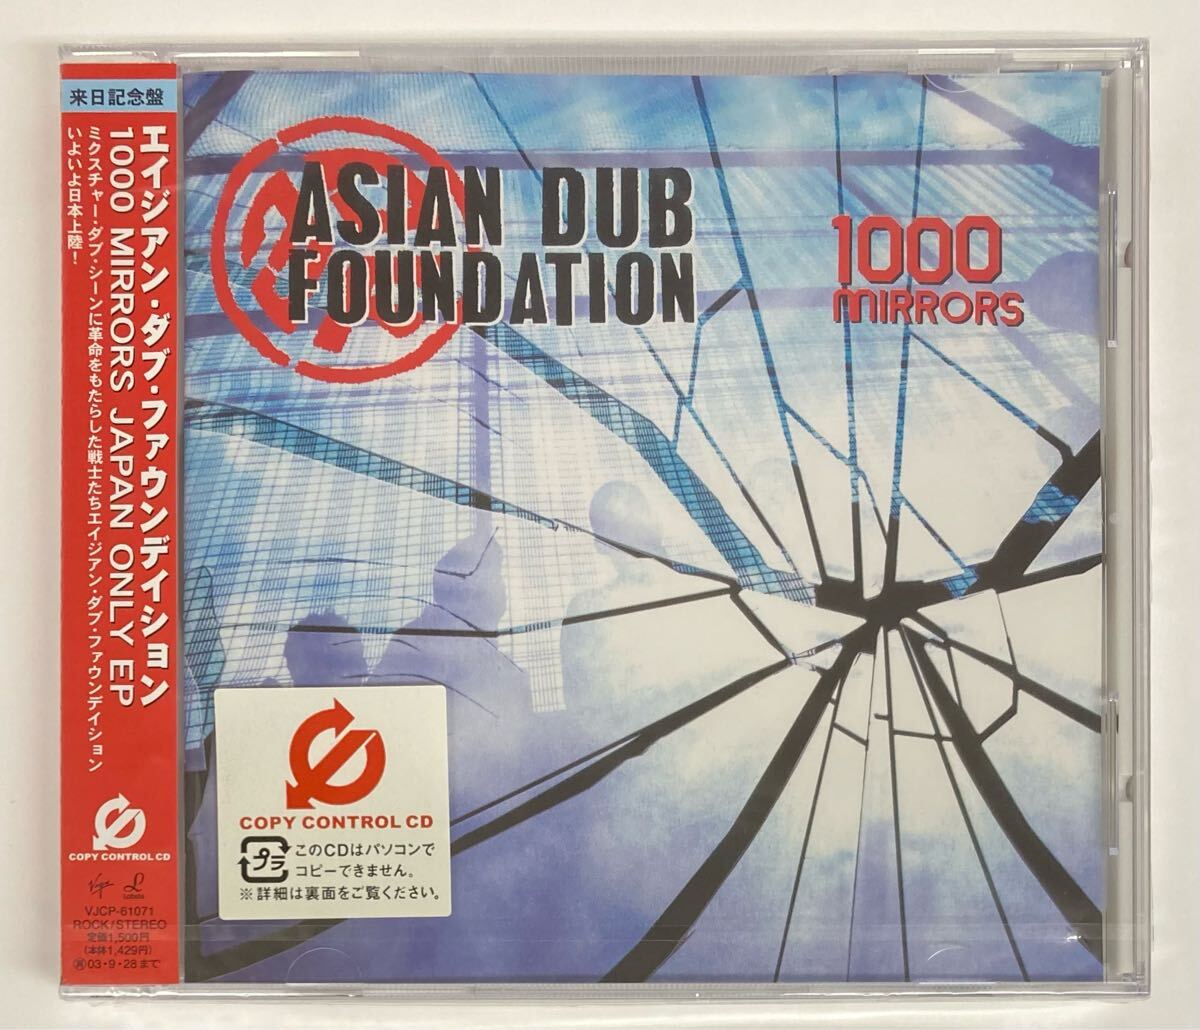 来日記念盤
エイジアン・ダブ・ファウンデイション
1000 MIRRORS JAPAN ONLY EP
ミクスチャー・ダブ・シーンに革命をもたらした戦士たちエイジアン・ダブ・ファウンデイション
いよいよ日本上陸！
COPY CONTROL CD
Virgin
Labels
VJCP-61071
ROCK/STEREO
定価1,500円
(本体1,429円)
再03・9・28まで
ASIAN DUB
FOUNDATION
1000
MIRRORS
COPY CONTROL CD
プラ
このCDはパソコンで
コピーできません。
※詳細は裏面をご覧ください。